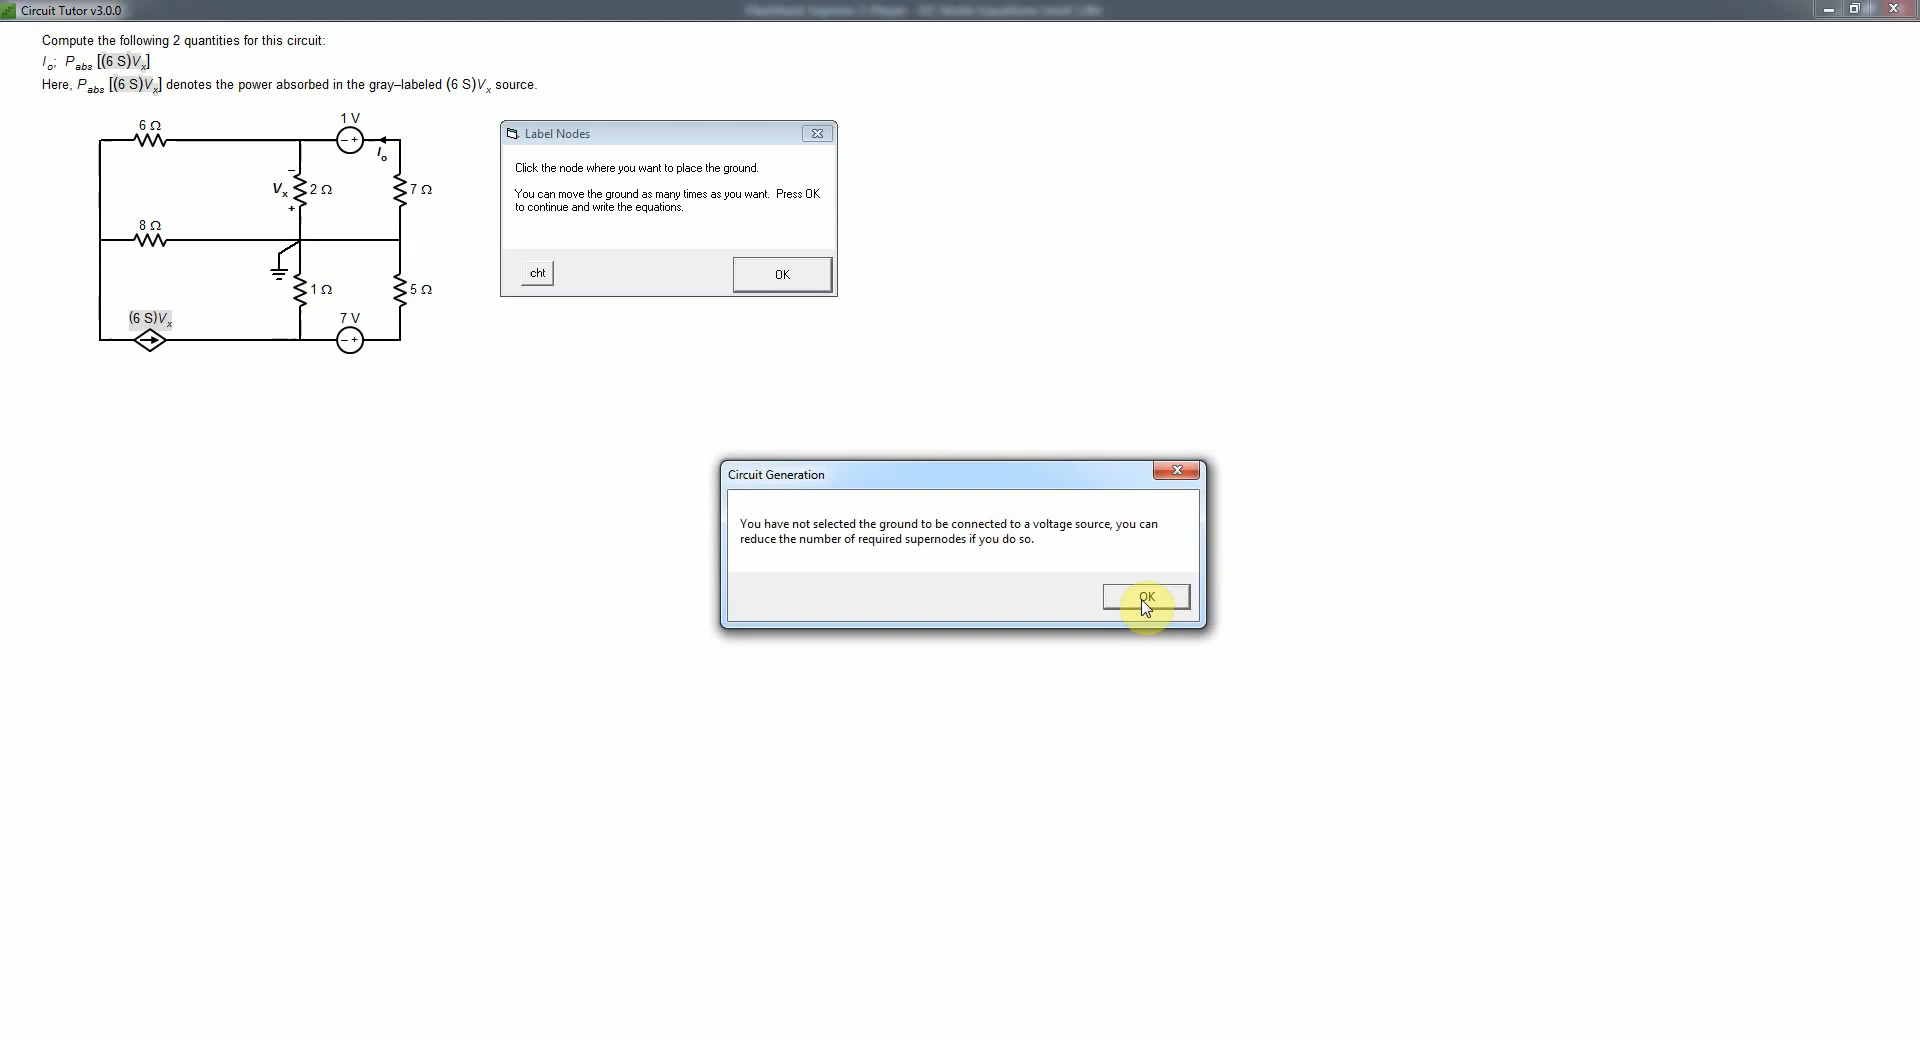 Circuit Tutor v3.0.0
Compute the following 2 quantities for this circuit:
Io; Pabs [(6 S)Vx]
Here, Pabs [(6 S)Vx] denotes the power absorbed in the gray–labeled (6 S)Vx source.
6 Ω
1 V
− +
Io
−
Vx
2 Ω
+
7 Ω
8 Ω
1 Ω
5 Ω
(6 S)Vx
7 V
− +
Label Nodes
Click the node where you want to place the ground.
You can move the ground as many times as you want. Press OK
to continue and write the equations.
cht
OK
Circuit Generation
You have not selected the ground to be connected to a voltage source, you can
reduce the number of required supernodes if you do so.
OK